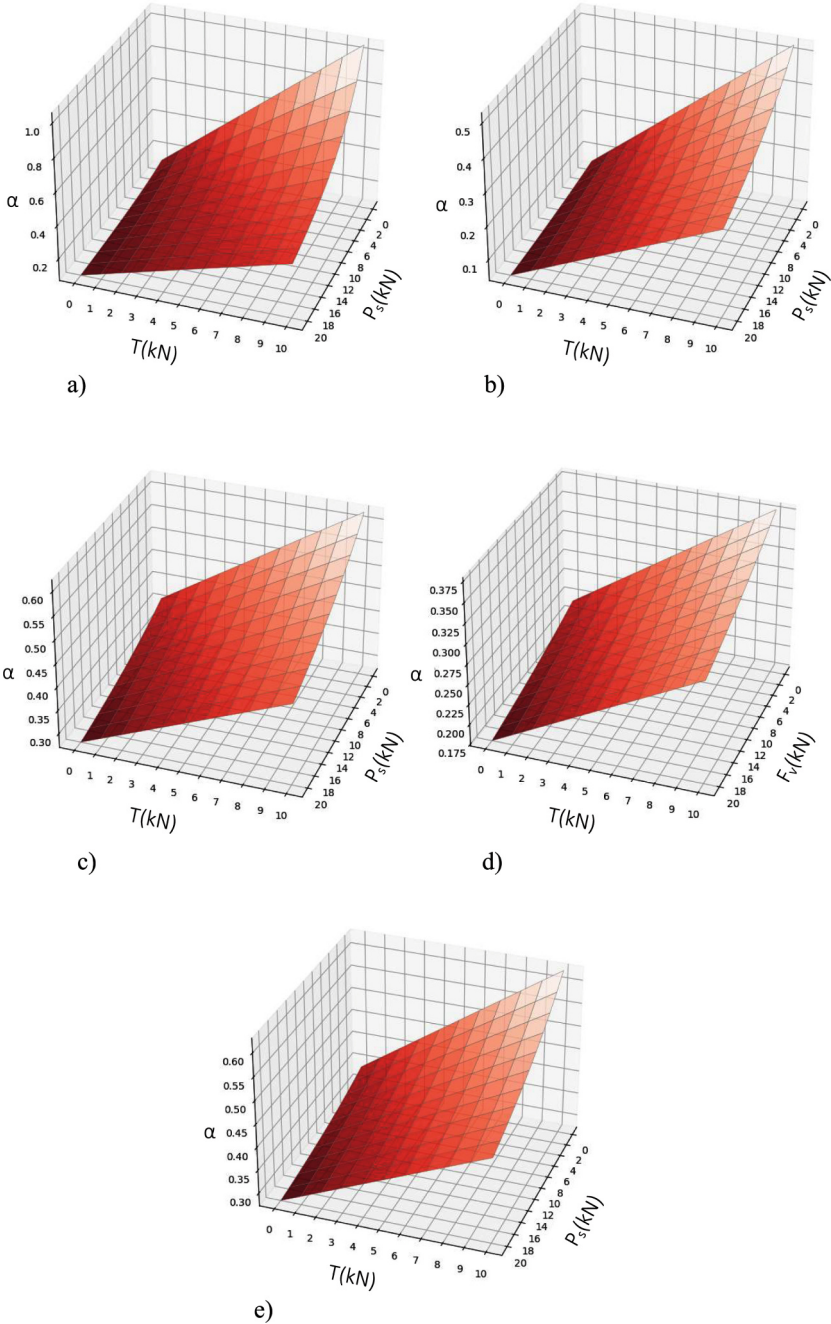 1.0
0.8
0.6
0.4
0.2
α
0 1 2 3 4 5 6 7 8 9 10
T(kN)
0 2 4 6 8 10 12 14 16 18 20
Pₛ(kN)
a)
0.5
0.4
0.3
0.2
0.1
α
0 1 2 3 4 5 6 7 8 9 10
T(kN)
0 2 4 6 8 10 12 14 16 18 20
Pₛ(kN)
b)
0.60
0.55
0.50
0.45
0.40
0.35
0.30
α
0 1 2 3 4 5 6 7 8 9 10
T(kN)
0 2 4 6 8 10 12 14 16 18 20
Pₛ(kN)
c)
0.375
0.350
0.325
0.300
0.275
0.250
0.225
0.200
0.175
α
0 1 2 3 4 5 6 7 8 9 10
T(kN)
0 2 4 6 8 10 12 14 16 18 20
Fᵥ(kN)
d)
0.60
0.55
0.50
0.45
0.40
0.35
0.30
α
0 1 2 3 4 5 6 7 8 9 10
T(kN)
0 2 4 6 8 10 12 14 16 18 20
Pₛ(kN)
e)